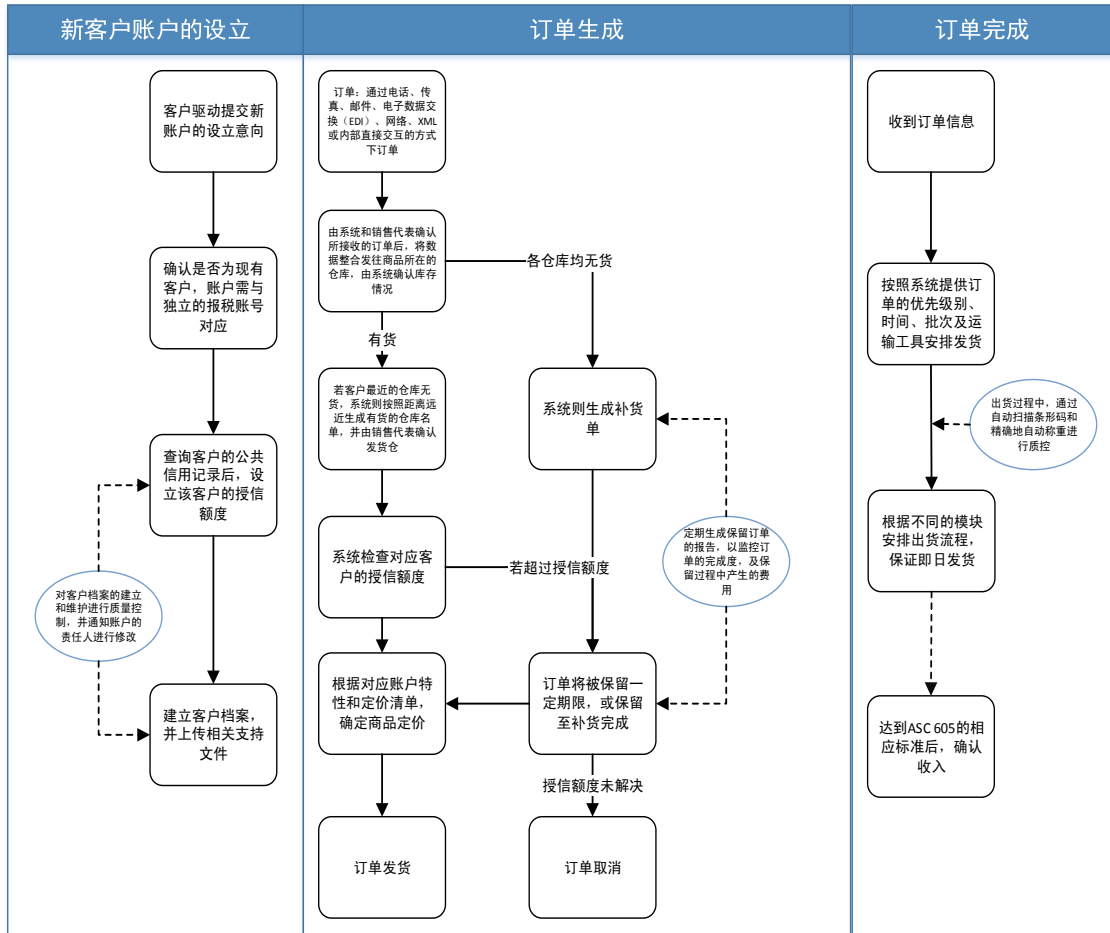 新客户账户的设立
订单生成
订单完成
客户驱动提交新
账户的设立意向
确认是否为现有
客户，账户需与
独立的报税账号
对应
查询客户的公共
信用记录后，设
立该客户的授信
额度
对客户档案的建立
和维护进行质量控
制，并通知账户的
责任人进行修改
建立客户档案，
并上传相关支持
文件
订单：通过电话、传
真、邮件、电子数据交
换（EDI）、网络、XML
或内部直接交互的方式
下订单
由系统和销售代表确认
所接收的订单后，将数
据整合发往商品所在的
仓库，由系统确认库存
情况
各仓库均无货
有货
若客户最近的仓库无
货，系统则按照距离远
近生成有货的仓库名
单，并由销售代表确认
发货仓
系统则生成补货
单
系统检查对应客
户的授信额度
若超过授信额度
定期生成保留订单
的报告，以监控订
单的完成度，及保
留过程中产生的费
用
根据对应账户特
性和定价清单，
确定商品定价
订单将被保留一
定期限，或保留
至补货完成
授信额度未解决
订单发货
订单取消
收到订单信息
按照系统提供订
单的优先级别、
时间、批次及运
输工具安排发货
出货过程中，通过
自动扫描条形码和
精确地自动称重进
行质控
根据不同的模块
安排出货流程，
保证即日发货
达到ASC 605的相
应标准后，确认
收入